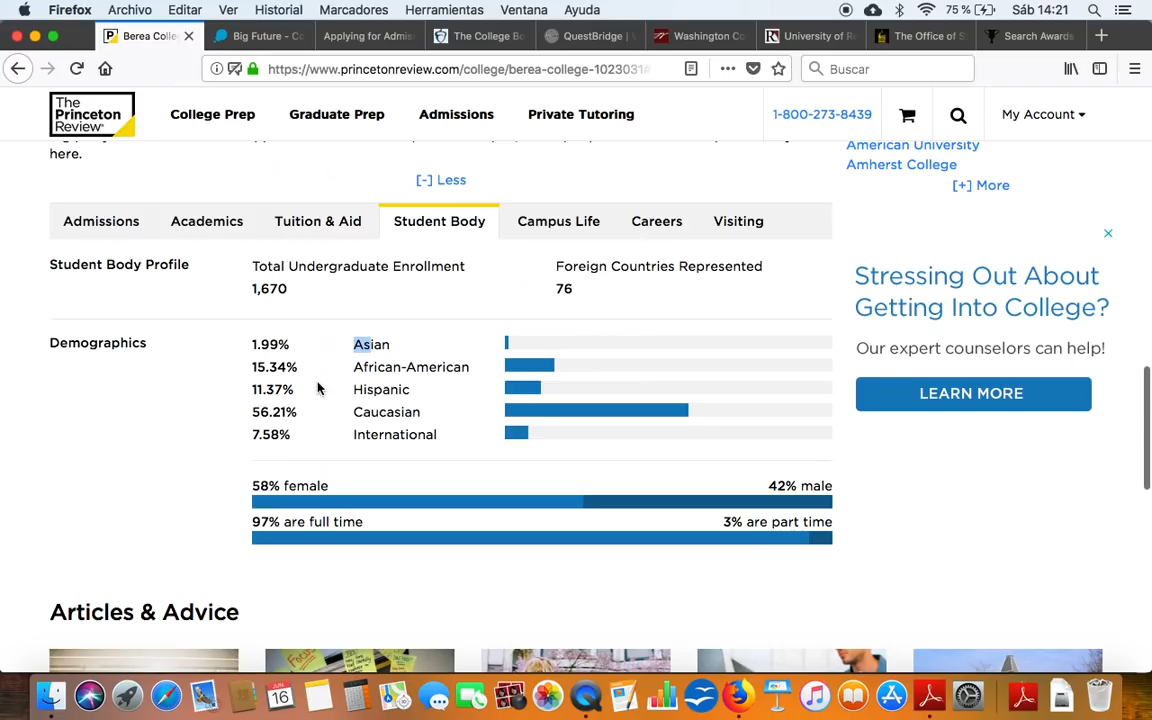 Firefox Archivo Editar Ver Historial Marcadores Herramientas Ventana Ayuda 75 % Sáb 14:21
Berea Colle Big Future - Co Applying for Admis The College Bo QuestBridge | Washington Co University of R The Office of S Search Awards
https://www.princetonreview.com/college/berea-college-1023031# Buscar
The Princeton Review
College Prep Graduate Prep Admissions Private Tutoring 1-800-273-8439 My Account
American University
here.
Amherst College
[-] Less
[+] More
Admissions Academics Tuition & Aid Student Body Campus Life Careers Visiting
Student Body Profile
Total Undergraduate Enrollment
1,670
Foreign Countries Represented
76
Demographics
1.99% Asian
15.34% African-American
11.37% Hispanic
56.21% Caucasian
7.58% International
58% female 42% male
97% are full time 3% are part time
Stressing Out About
Getting Into College?
Our expert counselors can help!
LEARN MORE
Articles & Advice
16